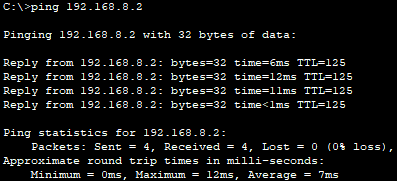 C:\>ping 192.168.8.2
Pinging 192.168.8.2 with 32 bytes of data:
Reply from 192.168.8.2: bytes=32 time=6ms TTL=125
Reply from 192.168.8.2: bytes=32 time=12ms TTL=125
Reply from 192.168.8.2: bytes=32 time=11ms TTL=125
Reply from 192.168.8.2: bytes=32 time<1ms TTL=125
Ping statistics for 192.168.8.2:
Packets: Sent = 4, Received = 4, Lost = 0 (0% loss),
Approximate round trip times in milli-seconds:
Minimum = 0ms, Maximum = 12ms, Average = 7ms